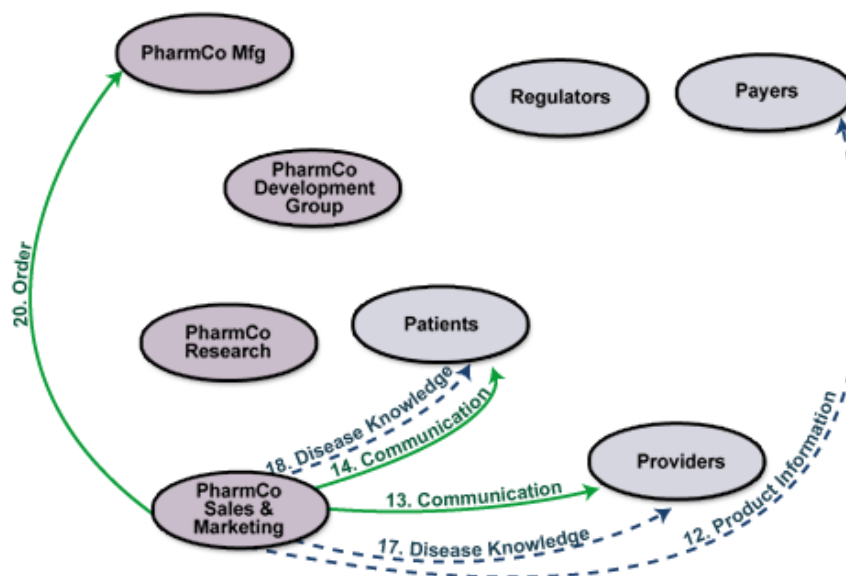 PharmCo Mfg
Regulators
Payers
PharmCo
Development
Group
20. Order
PharmCo
Research
Patients
18. Disease Knowledge
14. Communication
PharmCo
Sales &
Marketing
13. Communication
Providers
17. Disease Knowledge
12. Product Information